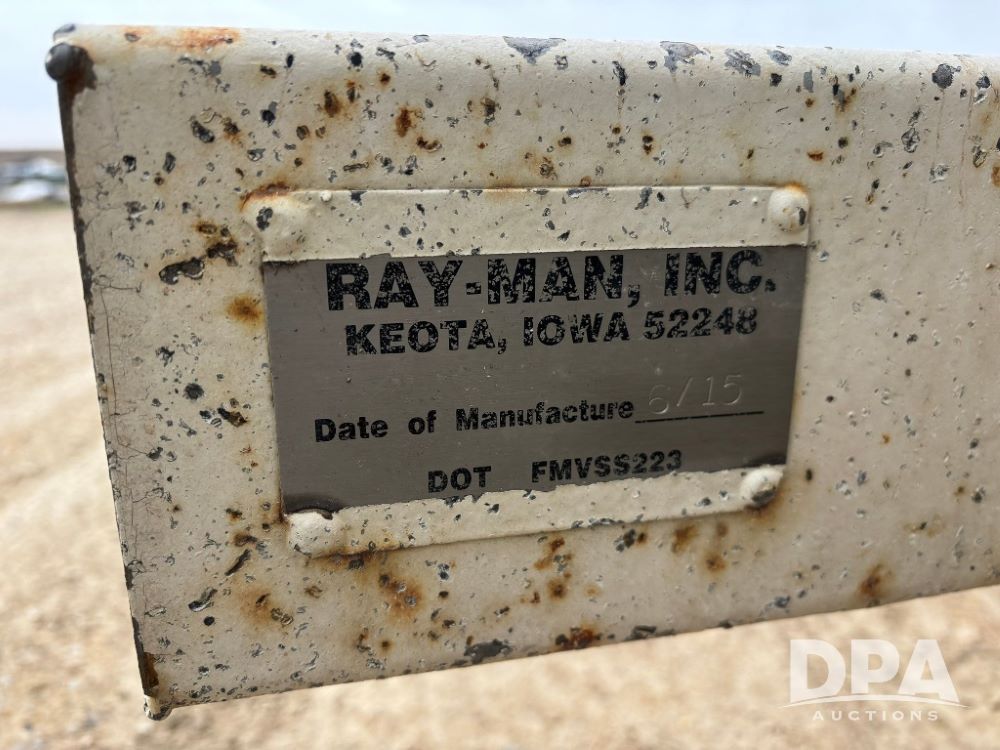 RAY-MAN, INC.
KEOTA, IOWA 52248
Date of Manufacture 6/15
DOT FMVSS223
DPA
AUCTIONS